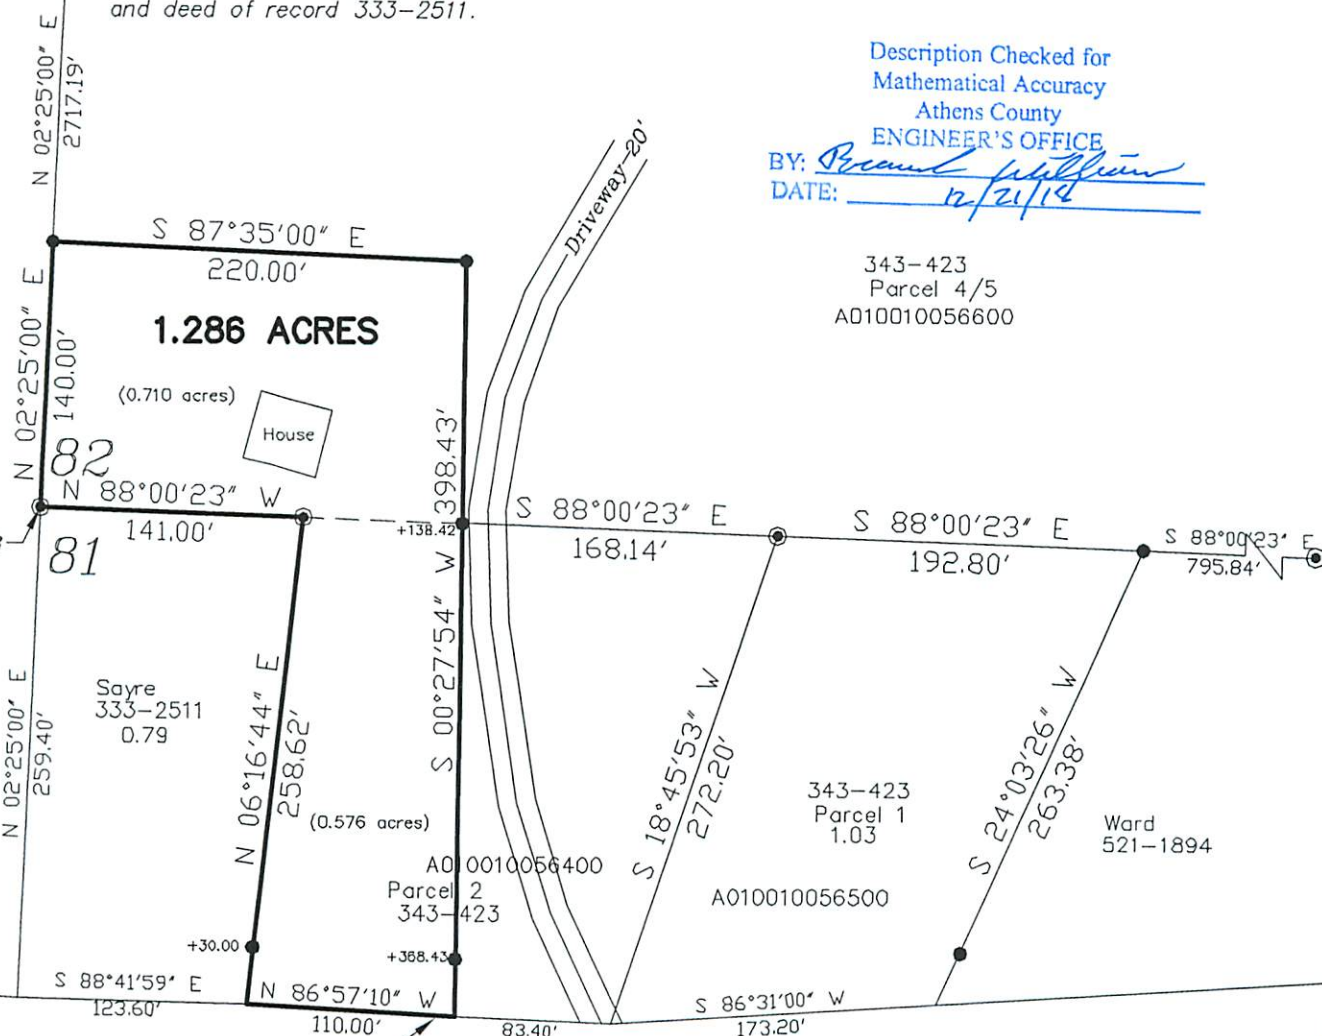 and deed of record 333-2511.
N 02°25'00" E
2717.19'
Description Checked for
Mathematical Accuracy
Athens County
ENGINEER'S OFFICE
BY:
DATE: 12/21/18
Driveway-20'
S 87°35'00" E
220.00'
343-423
Parcel 4/5
A010010056600
1.286 ACRES
(0.710 acres)
House
N 02°25'00" E
140.00'
82
N 88°00'23" W
141.00'
81
398.43'
S 00°27'54" W
+138.42
S 88°00'23" E
168.14'
S 88°00'23" E
192.80'
S 88°00'23" E
795.84'
Sayre
333-2511
0.79
N 02°25'00" E
259.40'
N 06°16'44" E
258.62'
(0.576 acres)
A010010056400
Parcel 2
343-423
S 18°45'53" W
272.20'
343-423
Parcel 1
1.03
A010010056500
S 24°03'26" W
263.38'
Ward
521-1894
+30.00
+368.43
S 88°41'59" E
123.60'
N 86°57'10" W
110.00'
83.40'
S 86°31'00" W
173.20'